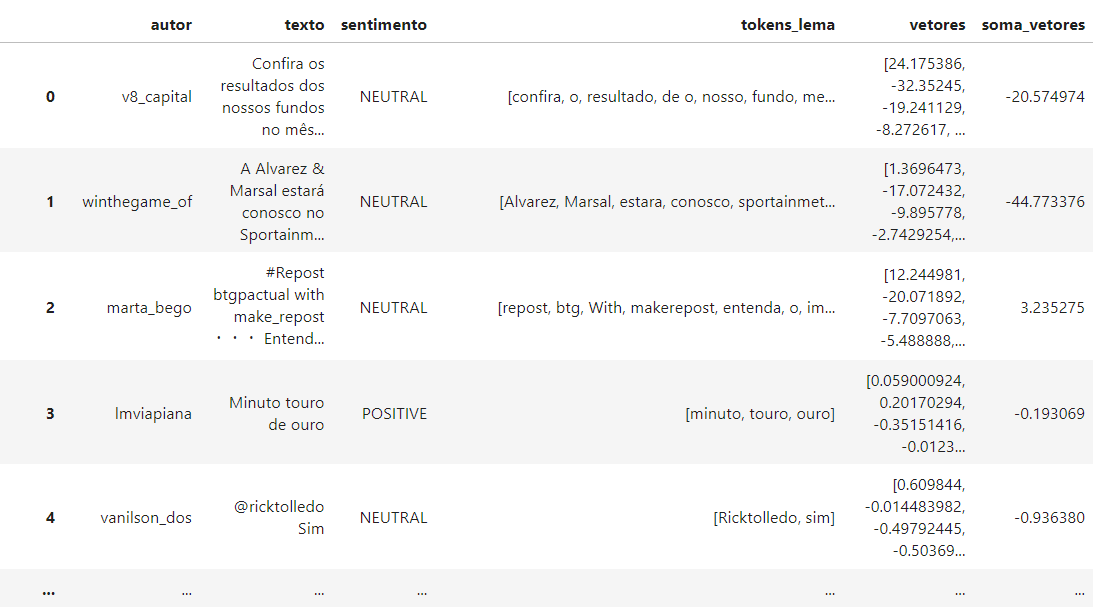 autor texto sentimento tokens_lema vetores soma_vetores
0 v8_capital Confira os resultados dos nossos fundos no mês... NEUTRAL [confira, o, resultado, de o, nosso, fundo, me... [24.175386, -32.35245, -19.241129, -8.272617, ... -20.574974
1 winthegame_of A Alvarez & Marsal estará conosco no Sportainm... NEUTRAL [Alvarez, Marsal, estara, conosco, sportainmet... [1.3696473, -17.072432, -9.895778, -2.7429254,... -44.773376
2 marta_bego #Repost btgpactual with make_repost ・・・ Entend... NEUTRAL [repost, btg, With, makerepost, entenda, o, im... [12.244981, -20.071892, -7.7097063, -5.488888,... 3.235275
3 lmviapiana Minuto touro de ouro POSITIVE [minuto, touro, ouro] [0.059000924, 0.20170294, -0.35151416, -0.0123... -0.193069
4 vanilson_dos @ricktolledo Sim NEUTRAL [Ricktolledo, sim] [0.609844, -0.014483982, -0.49792445, -0.50369... -0.936380
... ... ... ... ... ... ...